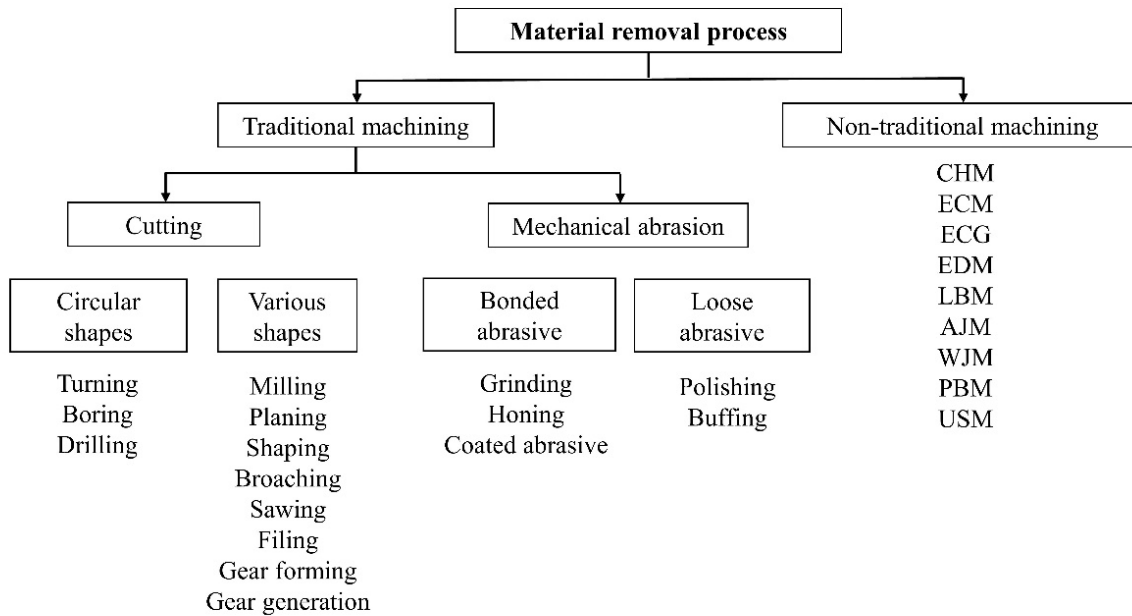 Material removal process
Traditional machining
Non-traditional machining
Cutting
Mechanical abrasion
Circular
shapes
Turning
Boring
Drilling
Various
shapes
Milling
Planing
Shaping
Broaching
Sawing
Filing
Gear forming
Gear generation
Bonded
abrasive
Grinding
Honing
Coated abrasive
Loose
abrasive
Polishing
Buffing
CHM
ECM
ECG
EDM
LBM
AJM
WJM
PBM
USM